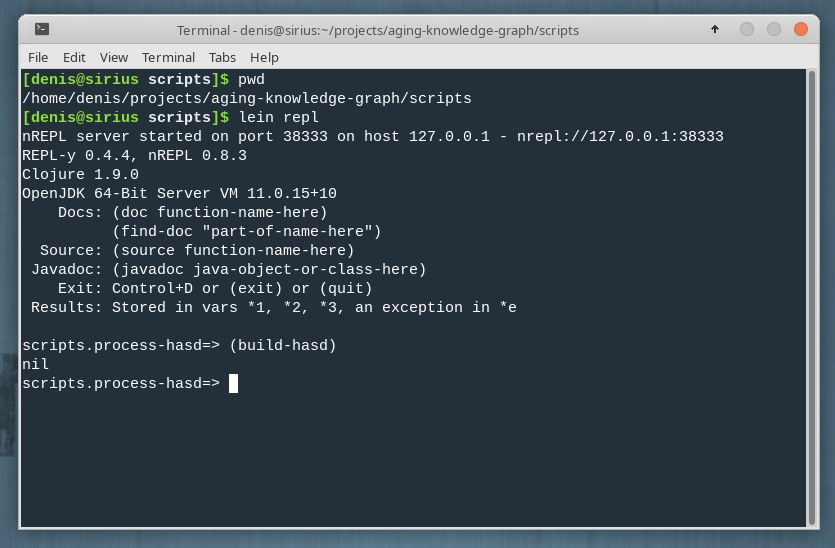 Terminal - denis@sirius:~/projects/aging-knowledge-graph/scripts
File Edit View Terminal Tabs Help
[denis@sirius scripts]$ pwd
/home/denis/projects/aging-knowledge-graph/scripts
[denis@sirius scripts]$ lein repl
nREPL server started on port 38333 on host 127.0.0.1 - nrepl://127.0.0.1:38333
REPL-y 0.4.4, nREPL 0.8.3
Clojure 1.9.0
OpenJDK 64-Bit Server VM 11.0.15+10
    Docs: (doc function-name-here)
          (find-doc "part-of-name-here")
  Source: (source function-name-here)
 Javadoc: (javadoc java-object-or-class-here)
    Exit: Control+D or (exit) or (quit)
 Results: Stored in vars *1, *2, *3, an exception in *e
scripts.process-hasd=> (build-hasd)
nil
scripts.process-hasd=>